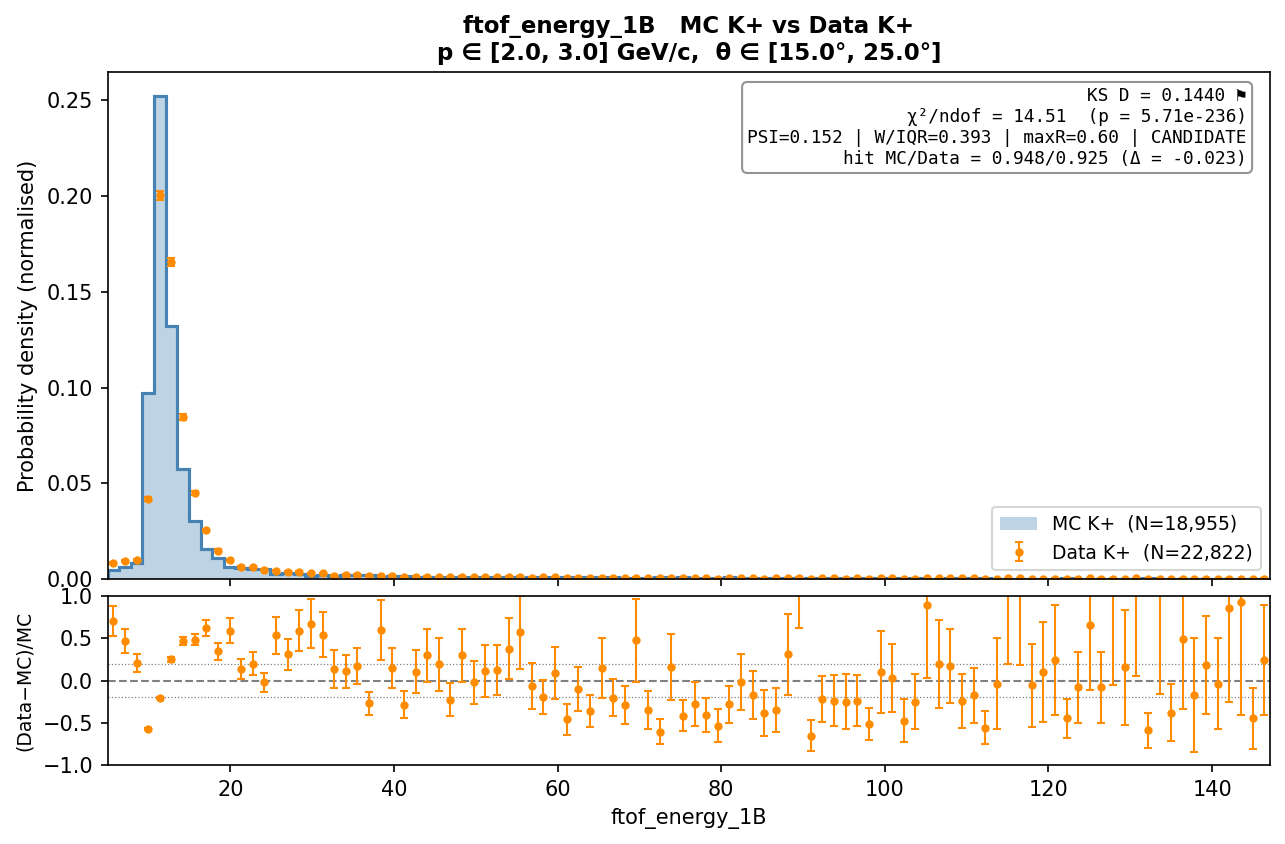 ftof_energy_1B   MC K+ vs Data K+
p ∈ [2.0, 3.0] GeV/c,  θ ∈ [15.0°, 25.0°]
KS D = 0.1440 ⚑
χ²/ndof = 14.51  (p = 5.71e-236)
PSI=0.152 | W/IQR=0.393 | maxR=0.60 | CANDIDATE
hit MC/Data = 0.948/0.925 (Δ = -0.023)
Probability density (normalised)
0.25
0.20
0.15
0.10
0.05
0.00
MC K+  (N=18,955)
Data K+  (N=22,822)
(Data−MC)/MC
1.0
0.5
0.0
−0.5
−1.0
20 40 60 80 100 120 140
ftof_energy_1B